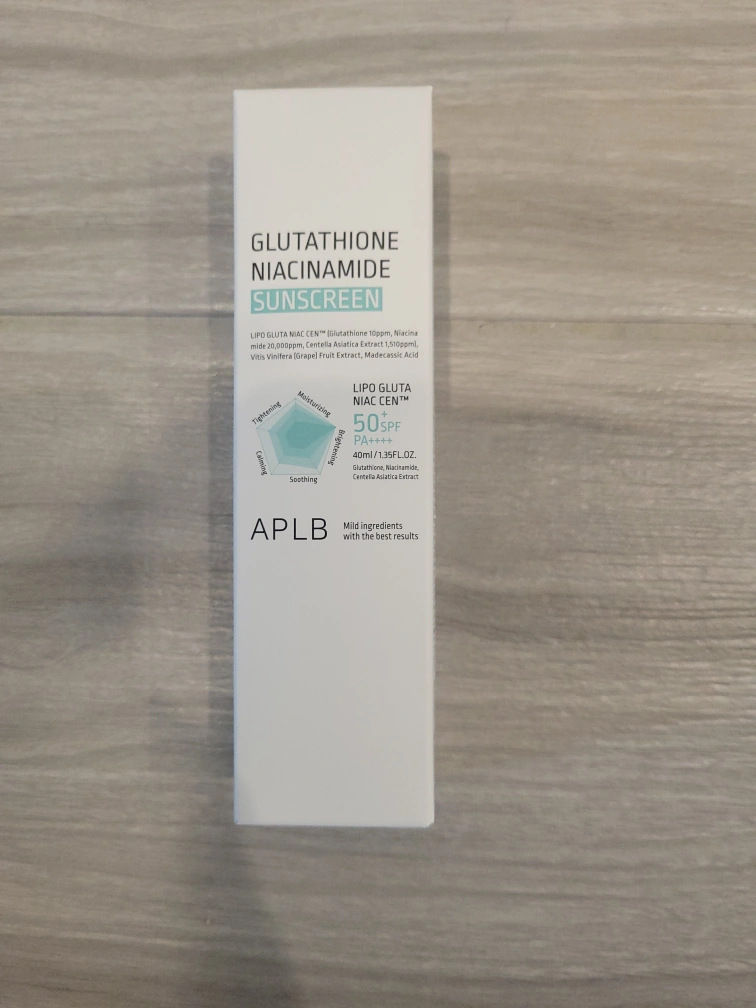 GLUTATHIONE
NIACINAMIDE
SUNSCREEN
LIPO GLUTA NIAC CEN™ (Glutathione 10ppm, Niacina
mide 20,000ppm, Centella Asiatica Extract 1,510ppm),
Vitis Vinifera (Grape) Fruit Extract, Madecassic Acid
Tightening
Moisturizing
Brightening
Calming
Soothing
LIPO GLUTA
NIAC CEN™
50+SPF
PA++++
40ml/1.35FL.OZ.
Glutathione, Niacinamide,
Centella Asiatica Extract
APLB
Mild ingredients
with the best results